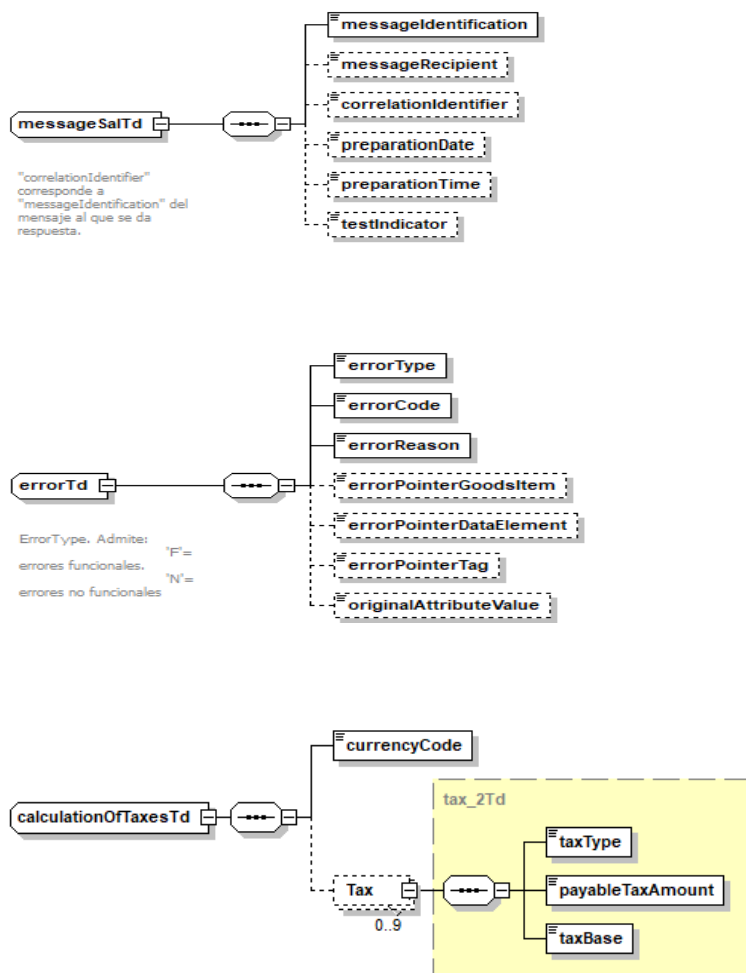 messageIdentification
messageRecipient
messageSalTd
correlationIdentifier
preparationDate
preparationTime
testIndicator
"correlationIdentifier"
corresponde a
"messageIdentification" del
mensaje al que se da
respuesta.
errorType
errorCode
errorReason
errorTd
errorPointerGoodsItem
errorPointerDataElement
errorPointerTag
originalAttributeValue
ErrorType. Admite:
'F'=
errores funcionales.
'N'=
errores no funcionales
currencyCode
calculationOfTaxesTd
tax_2Td
taxType
Tax
payableTaxAmount
0..9
taxBase